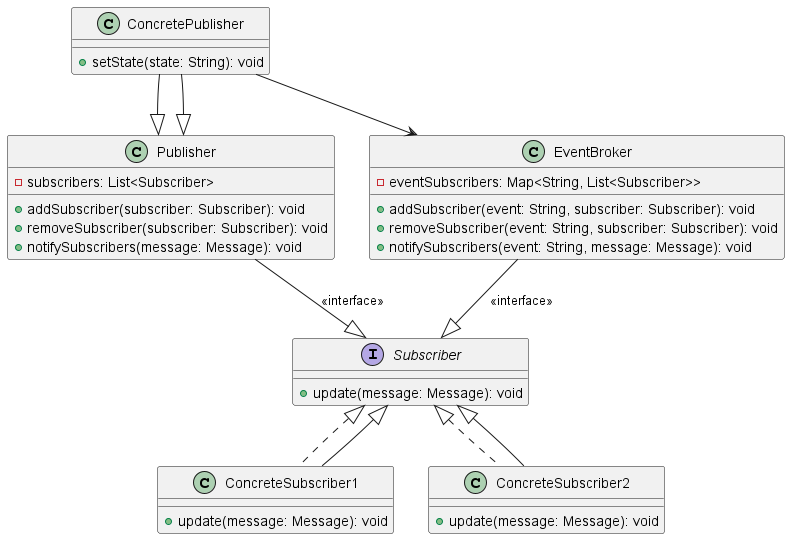 C ConcretePublisher
setState(state: String): void
C Publisher
subscribers: List<Subscriber>
addSubscriber(subscriber: Subscriber): void
removeSubscriber(subscriber: Subscriber): void
notifySubscribers(message: Message): void
C EventBroker
eventSubscribers: Map<String, List<Subscriber>>
addSubscriber(event: String, subscriber: Subscriber): void
removeSubscriber(event: String, subscriber: Subscriber): void
notifySubscribers(event: String, message: Message): void
«interface»
«interface»
I Subscriber
update(message: Message): void
C ConcreteSubscriber1
update(message: Message): void
C ConcreteSubscriber2
update(message: Message): void